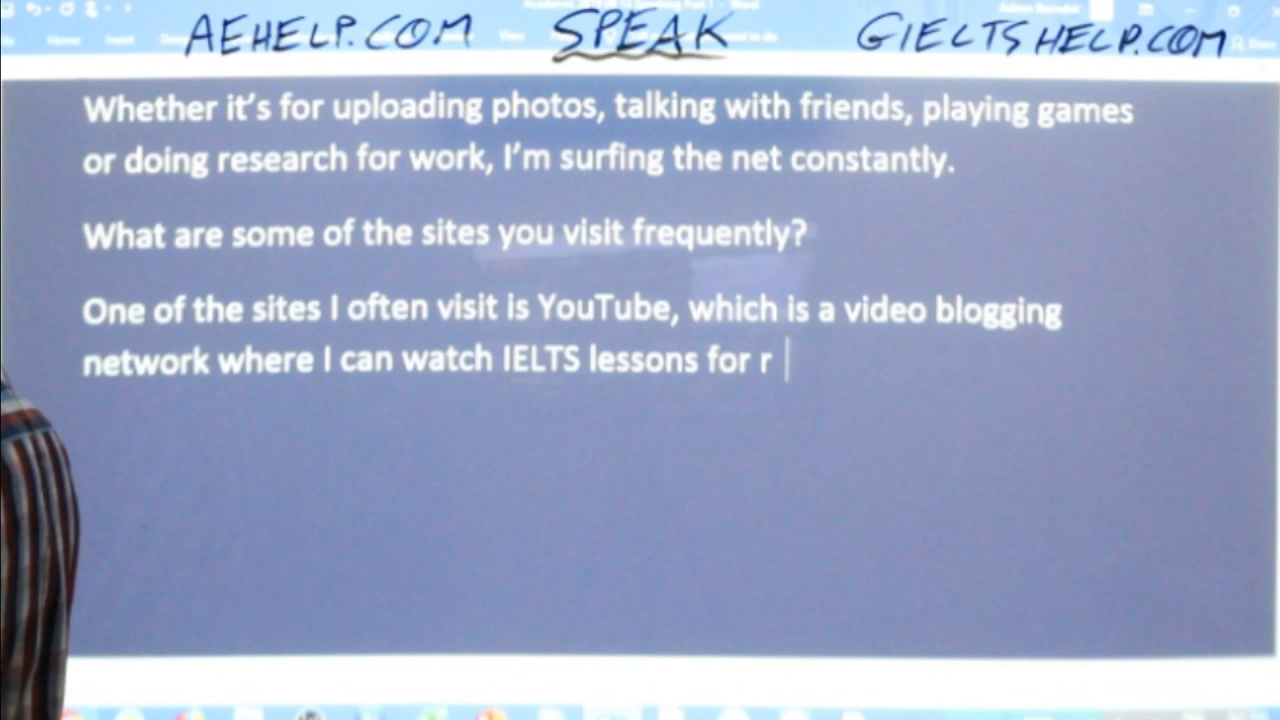 AEHELP.COM SPEAK GIELTSHELP.COM
Whether it's for uploading photos, talking with friends, playing games
or doing research for work, I'm surfing the net constantly.
What are some of the sites you visit frequently?
One of the sites I often visit is YouTube, which is a video blogging
network where I can watch IELTS lessons for r